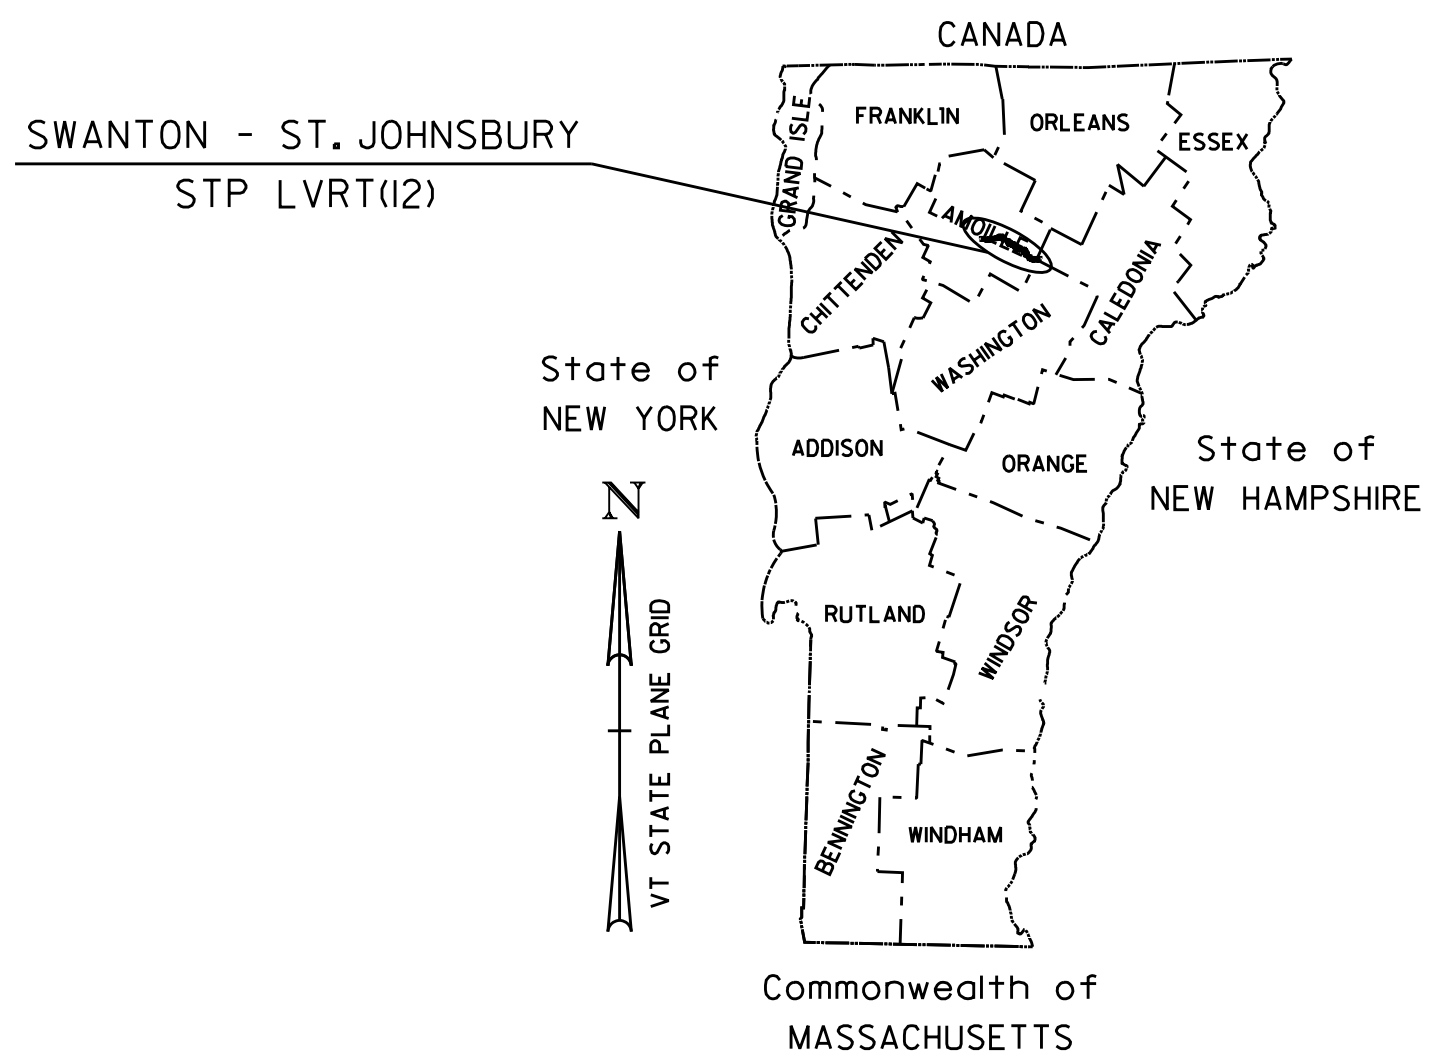 CANADA
SWANTON - ST. JOHNSBURY
STP LVRT(12)
GRAND ISLE
FRANKLIN
ORLEANS
ESSEX
LAMOILLE
CHITTENDEN
CALEDONIA
WASHINGTON
State of
NEW YORK
ADDISON
ORANGE
State of
NEW HAMPSHIRE
N
VT STATE PLANE GRID
RUTLAND
WINDSOR
BENNINGTON
WINDHAM
Commonwealth of
MASSACHUSETTS